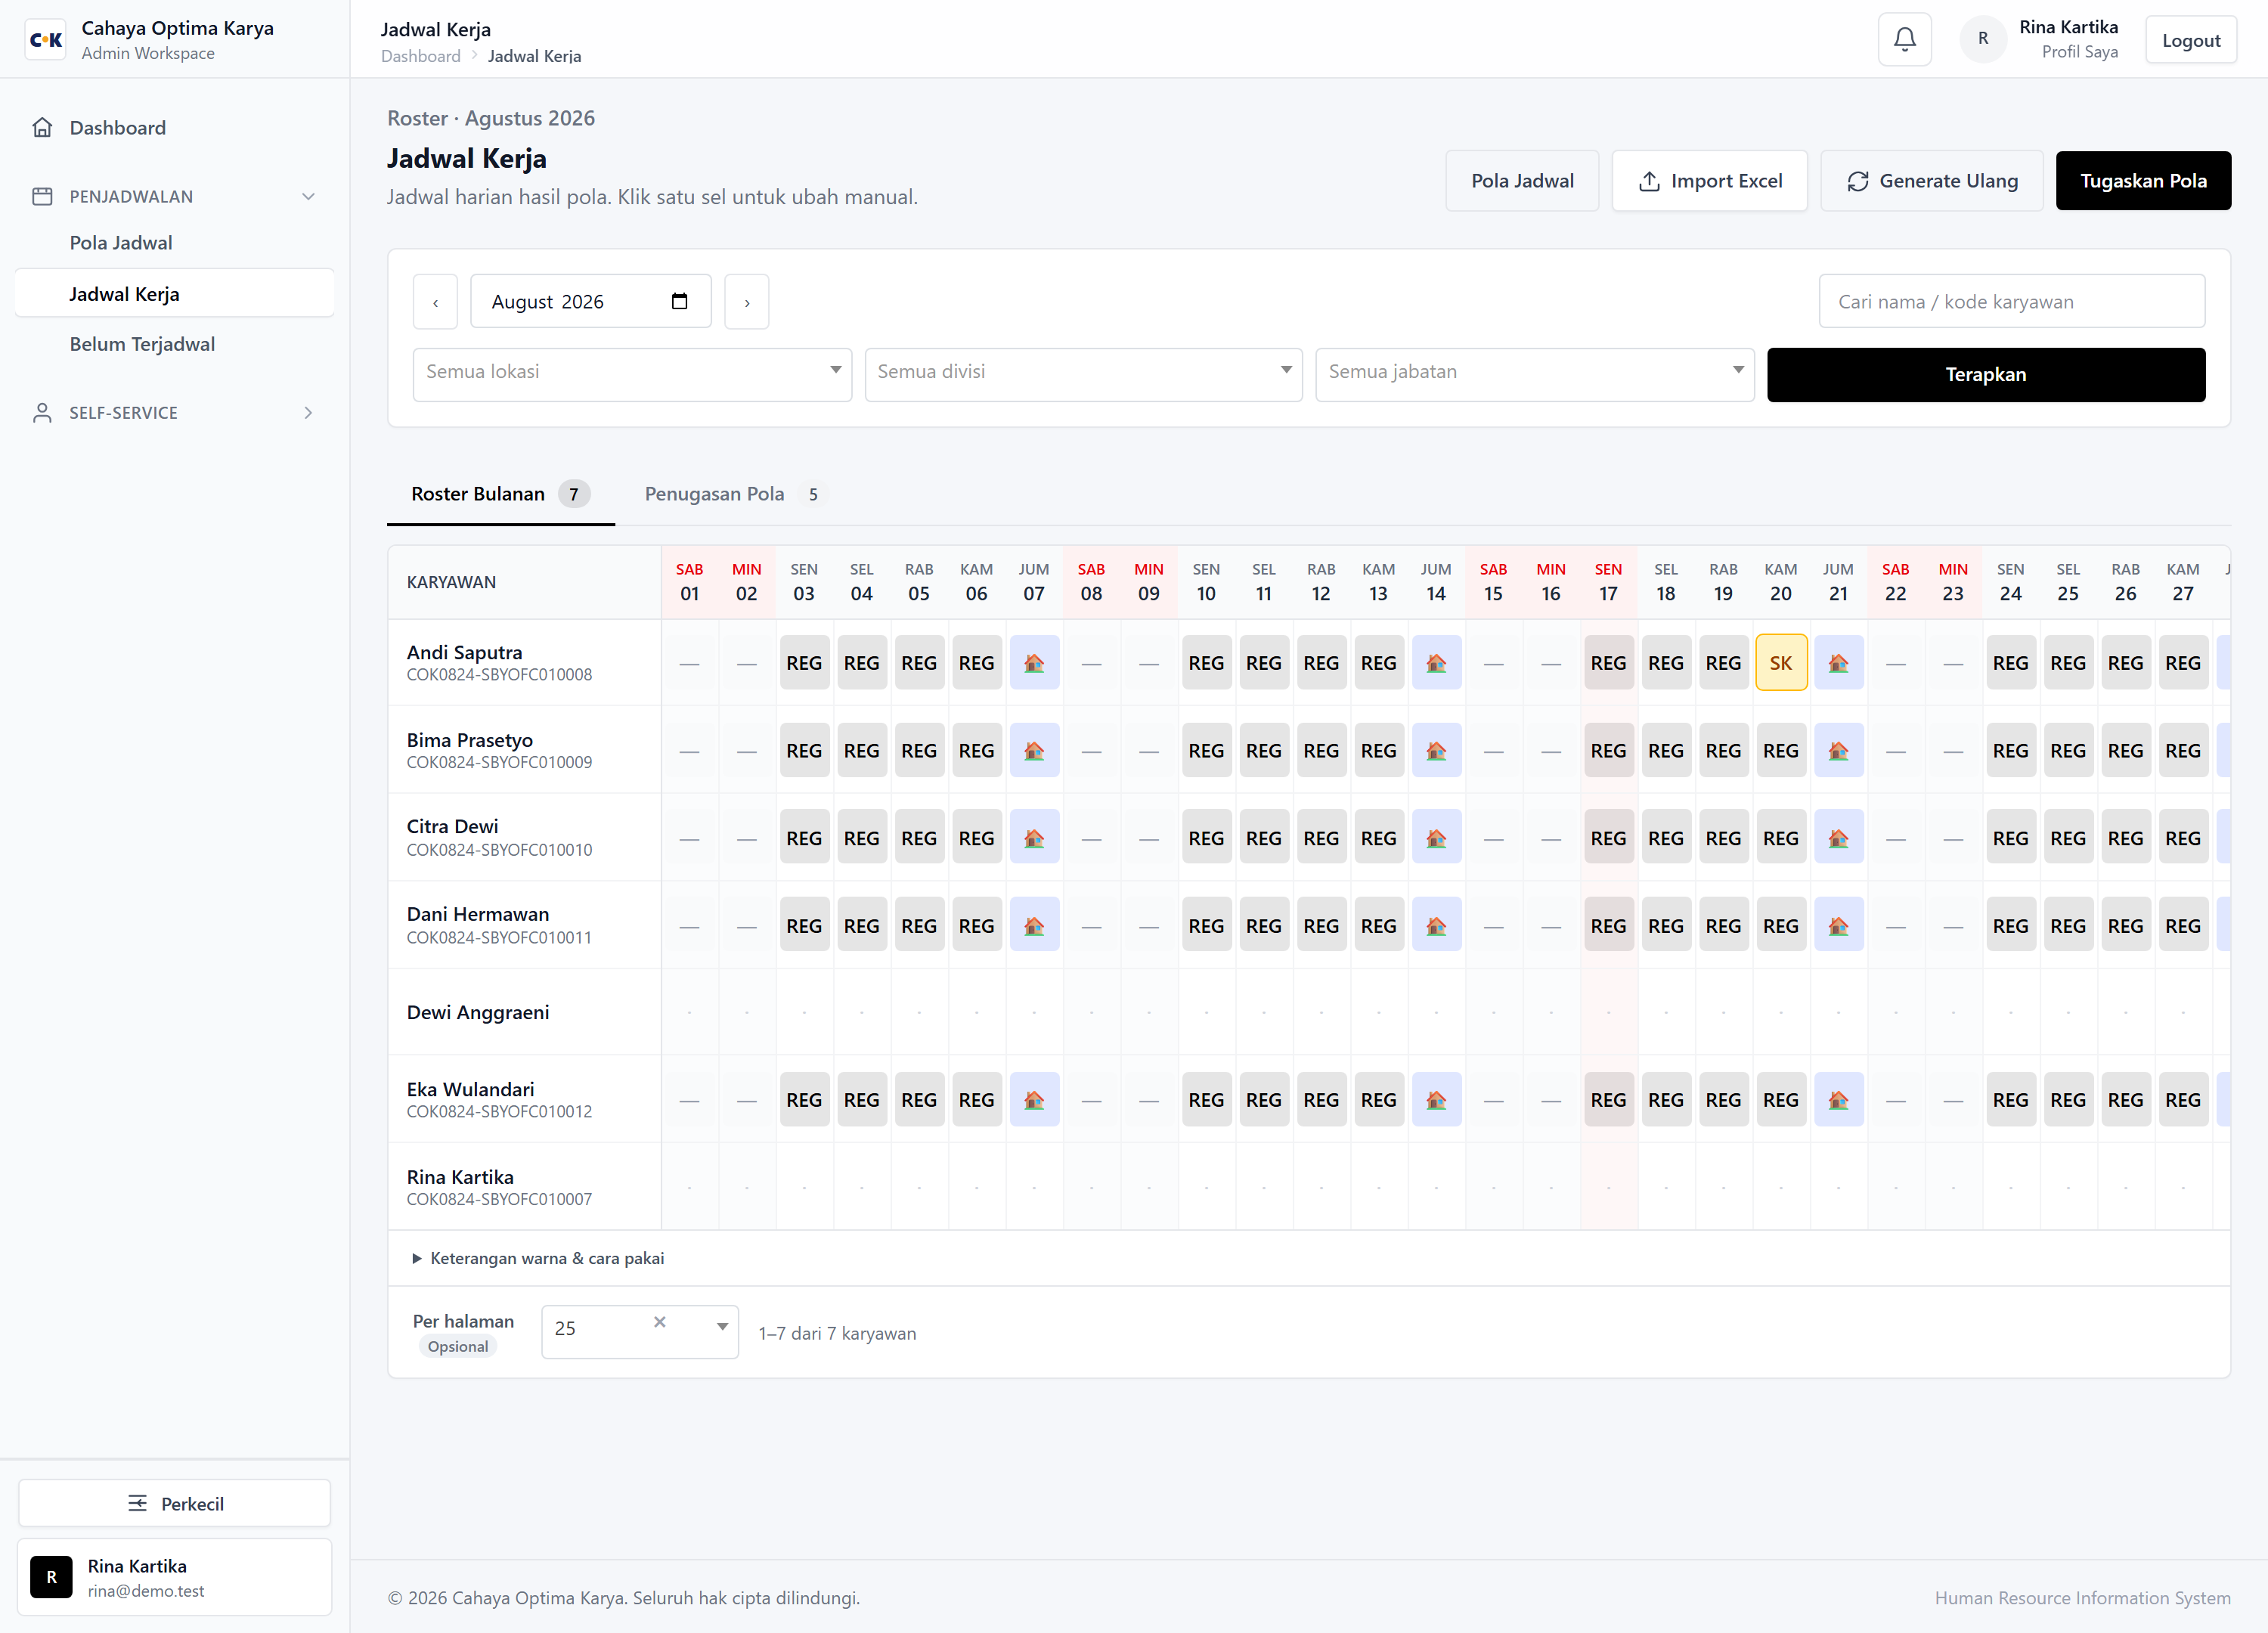 C•K
Cahaya Optima Karya
Admin Workspace
Jadwal Kerja
Dashboard > Jadwal Kerja
R
Rina Kartika
Profil Saya
Logout
Dashboard
PENJADWALAN
Pola Jadwal
Jadwal Kerja
Belum Terjadwal
SELF-SERVICE
Roster · Agustus 2026
Jadwal Kerja
Jadwal harian hasil pola. Klik satu sel untuk ubah manual.
Pola Jadwal
Import Excel
Generate Ulang
Tugaskan Pola
‹
August 2026
›
Cari nama / kode karyawan
Semua lokasi
Semua divisi
Semua jabatan
Terapkan
Roster Bulanan 7
Penugasan Pola 5
KARYAWAN
SAB MIN SEN SEL RAB KAM JUM SAB MIN SEN SEL RAB KAM JUM SAB MIN SEN SEL RAB KAM JUM SAB MIN SEN SEL RAB KAM J
01 02 03 04 05 06 07 08 09 10 11 12 13 14 15 16 17 18 19 20 21 22 23 24 25 26 27
Andi Saputra
COK0824-SBYOFC010008
— — REG REG REG REG — — REG REG REG REG — — REG REG REG SK — — REG REG REG REG
Bima Prasetyo
COK0824-SBYOFC010009
— — REG REG REG REG — — REG REG REG REG — — REG REG REG REG — — REG REG REG REG
Citra Dewi
COK0824-SBYOFC010010
— — REG REG REG REG — — REG REG REG REG — — REG REG REG REG — — REG REG REG REG
Dani Hermawan
COK0824-SBYOFC010011
— — REG REG REG REG — — REG REG REG REG — — REG REG REG REG — — REG REG REG REG
Dewi Anggraeni
· · · · · · · · · · · · · · · · · · · · · · · · · · ·
Eka Wulandari
COK0824-SBYOFC010012
— — REG REG REG REG — — REG REG REG REG — — REG REG REG REG — — REG REG REG REG
Rina Kartika
COK0824-SBYOFC010007
· · · · · · · · · · · · · · · · · · · · · · · · · · ·
Keterangan warna & cara pakai
Per halaman
Opsional
25 ×
1–7 dari 7 karyawan
Perkecil
R
Rina Kartika
rina@demo.test
© 2026 Cahaya Optima Karya. Seluruh hak cipta dilindungi.
Human Resource Information System